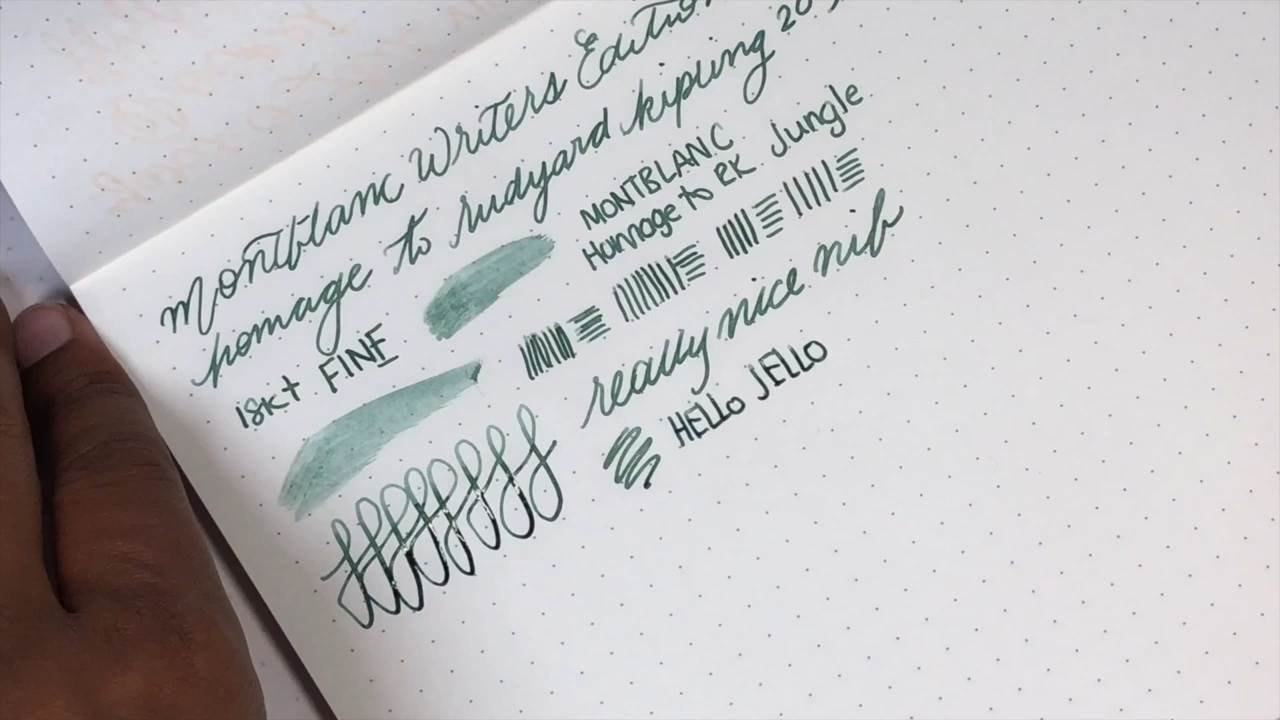 Montblanc Writers Edition
homage to rudyard kipling 20
18kt FINE
MONTBLANC
Homage to RK Jungle
really nice nib
HELLO JELLO